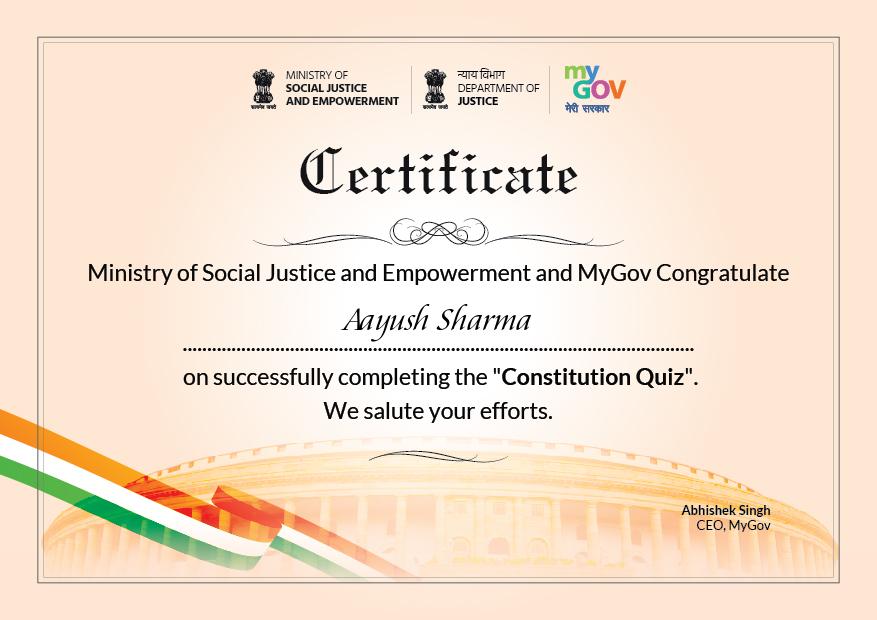 MINISTRY OF
SOCIAL JUSTICE
AND EMPOWERMENT
सत्यमेव जयते
न्याय विभाग
DEPARTMENT OF
JUSTICE
सत्यमेव जयते
my
GOV
मेरी सरकार
Certificate
Ministry of Social Justice and Empowerment and MyGov Congratulate
Aayush Sharma
on successfully completing the "Constitution Quiz".
We salute your efforts.
Abhishek Singh
CEO, MyGov